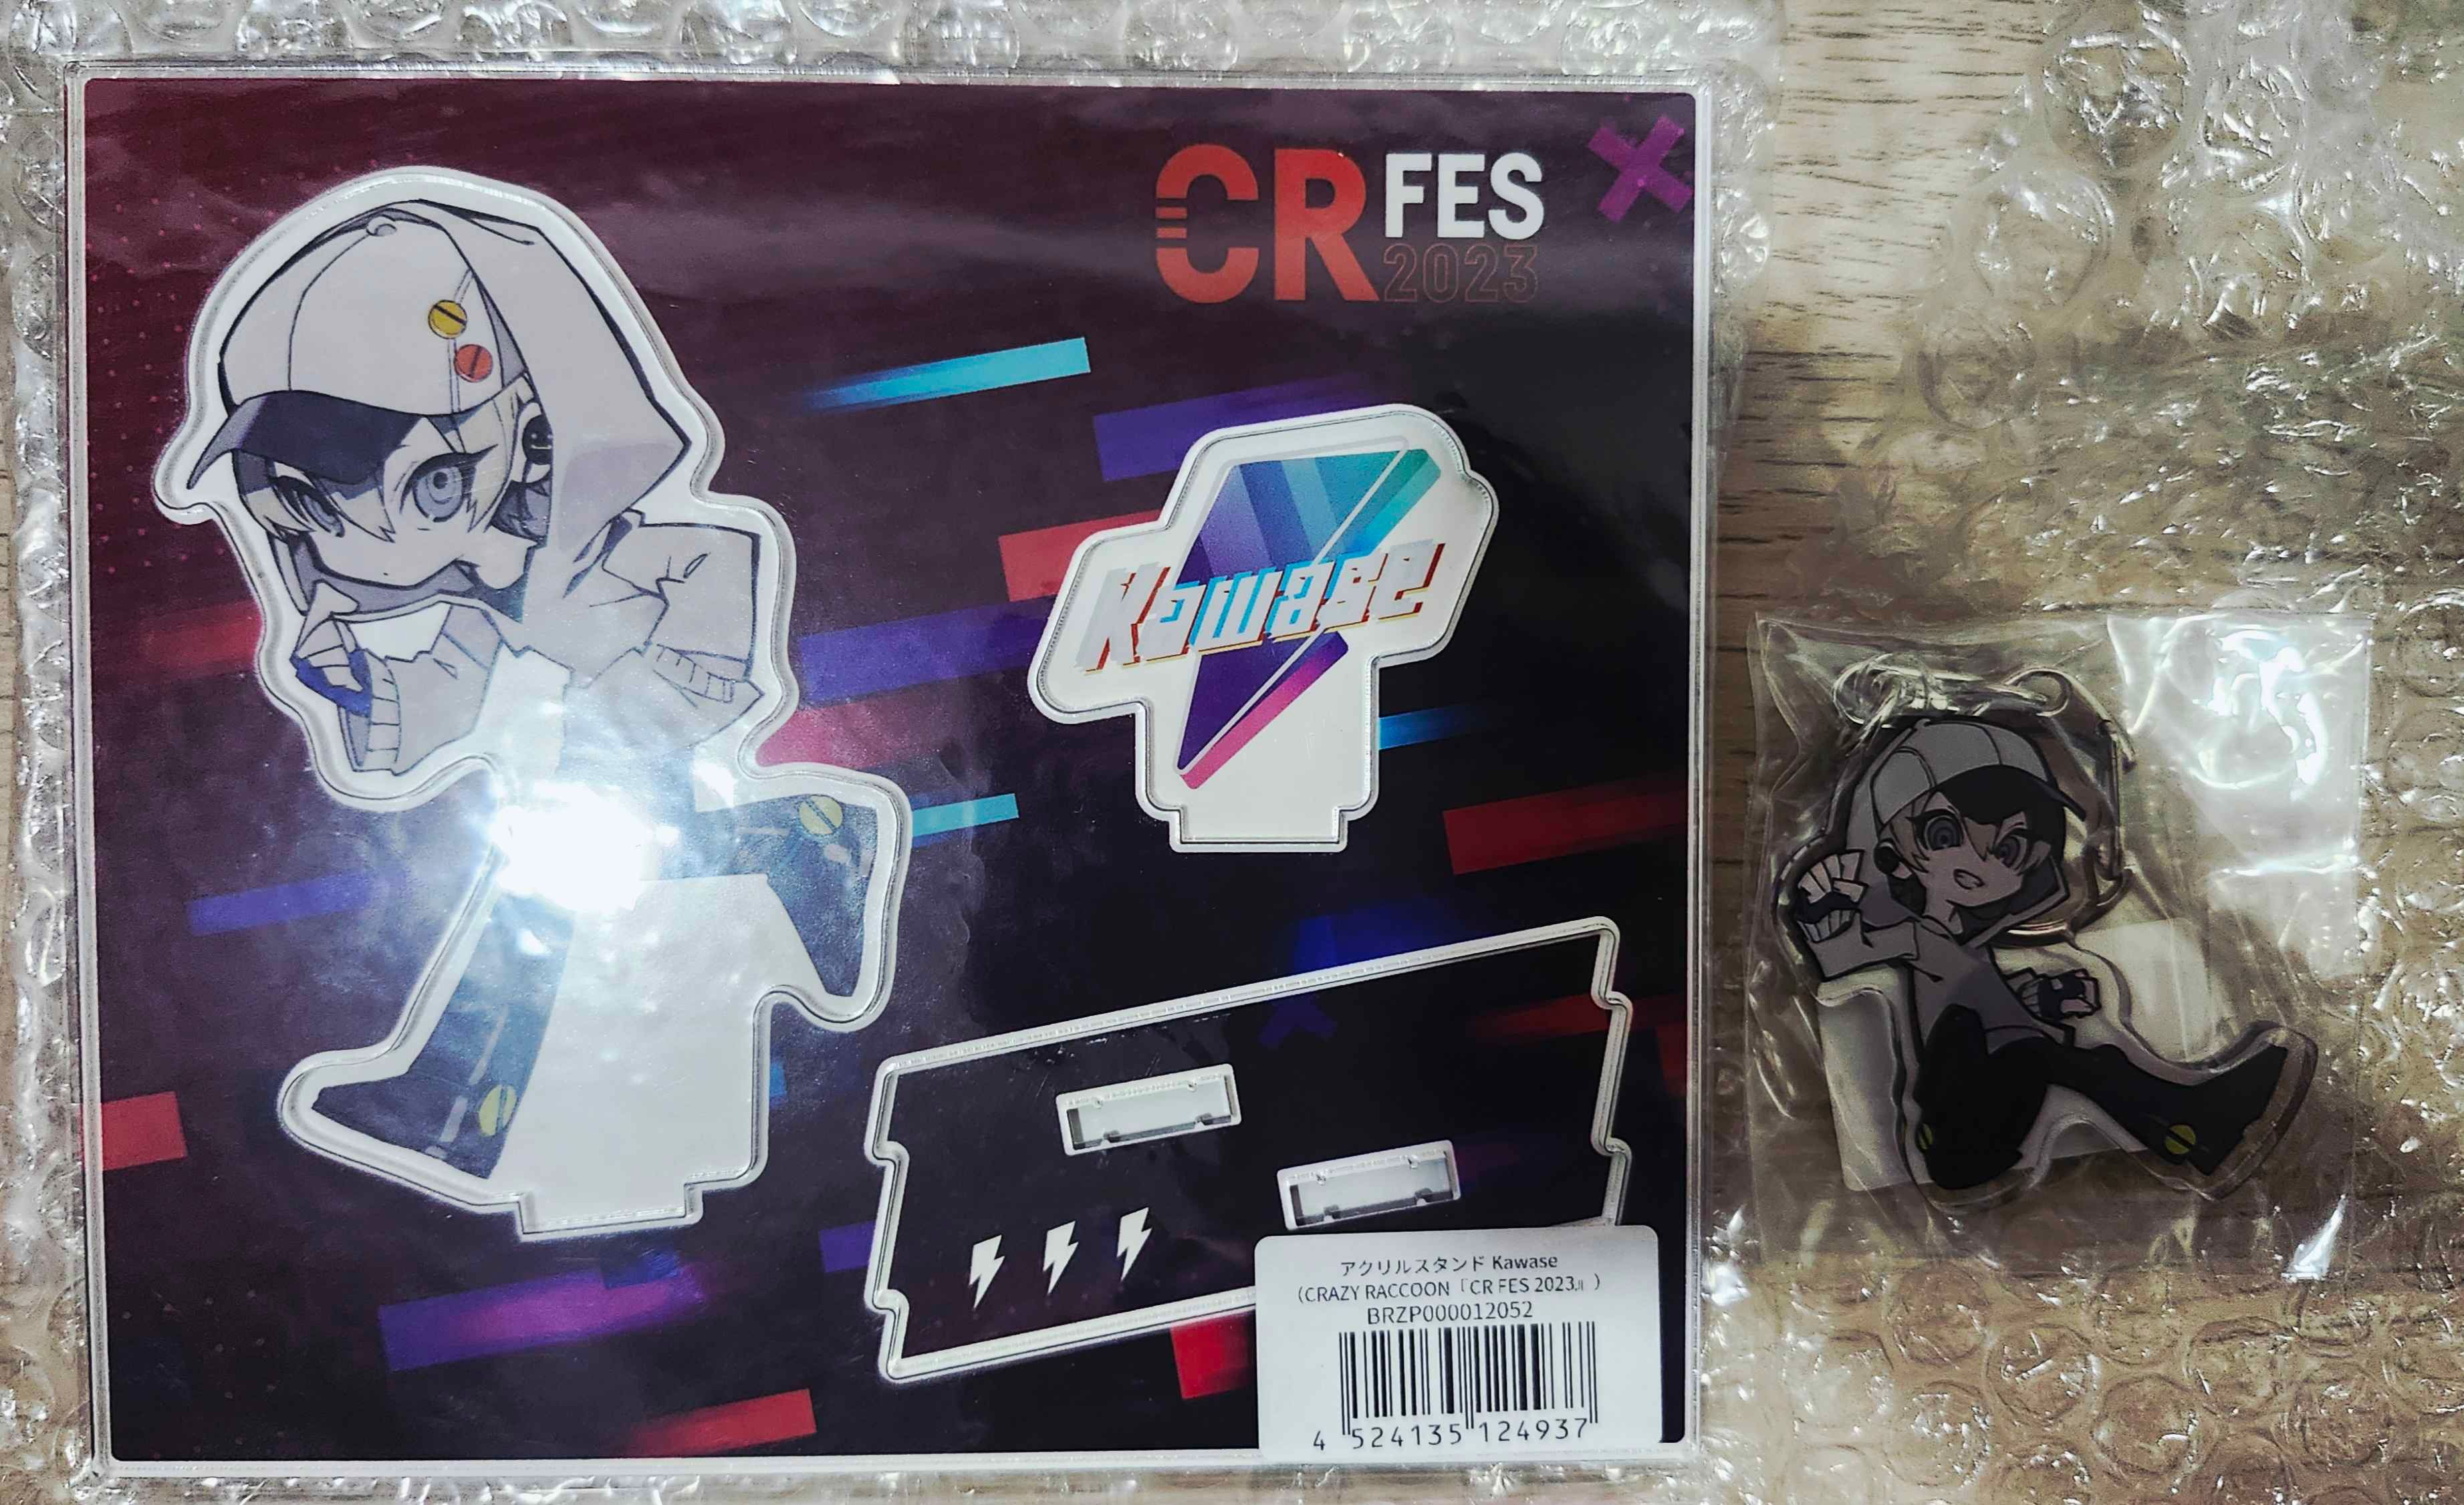 CR FES
2023
Kawase
アクリルスタンド Kawase
（CRAZY RACCOON『CR FES 2023』）
BRZP000012052
4 524135 124937